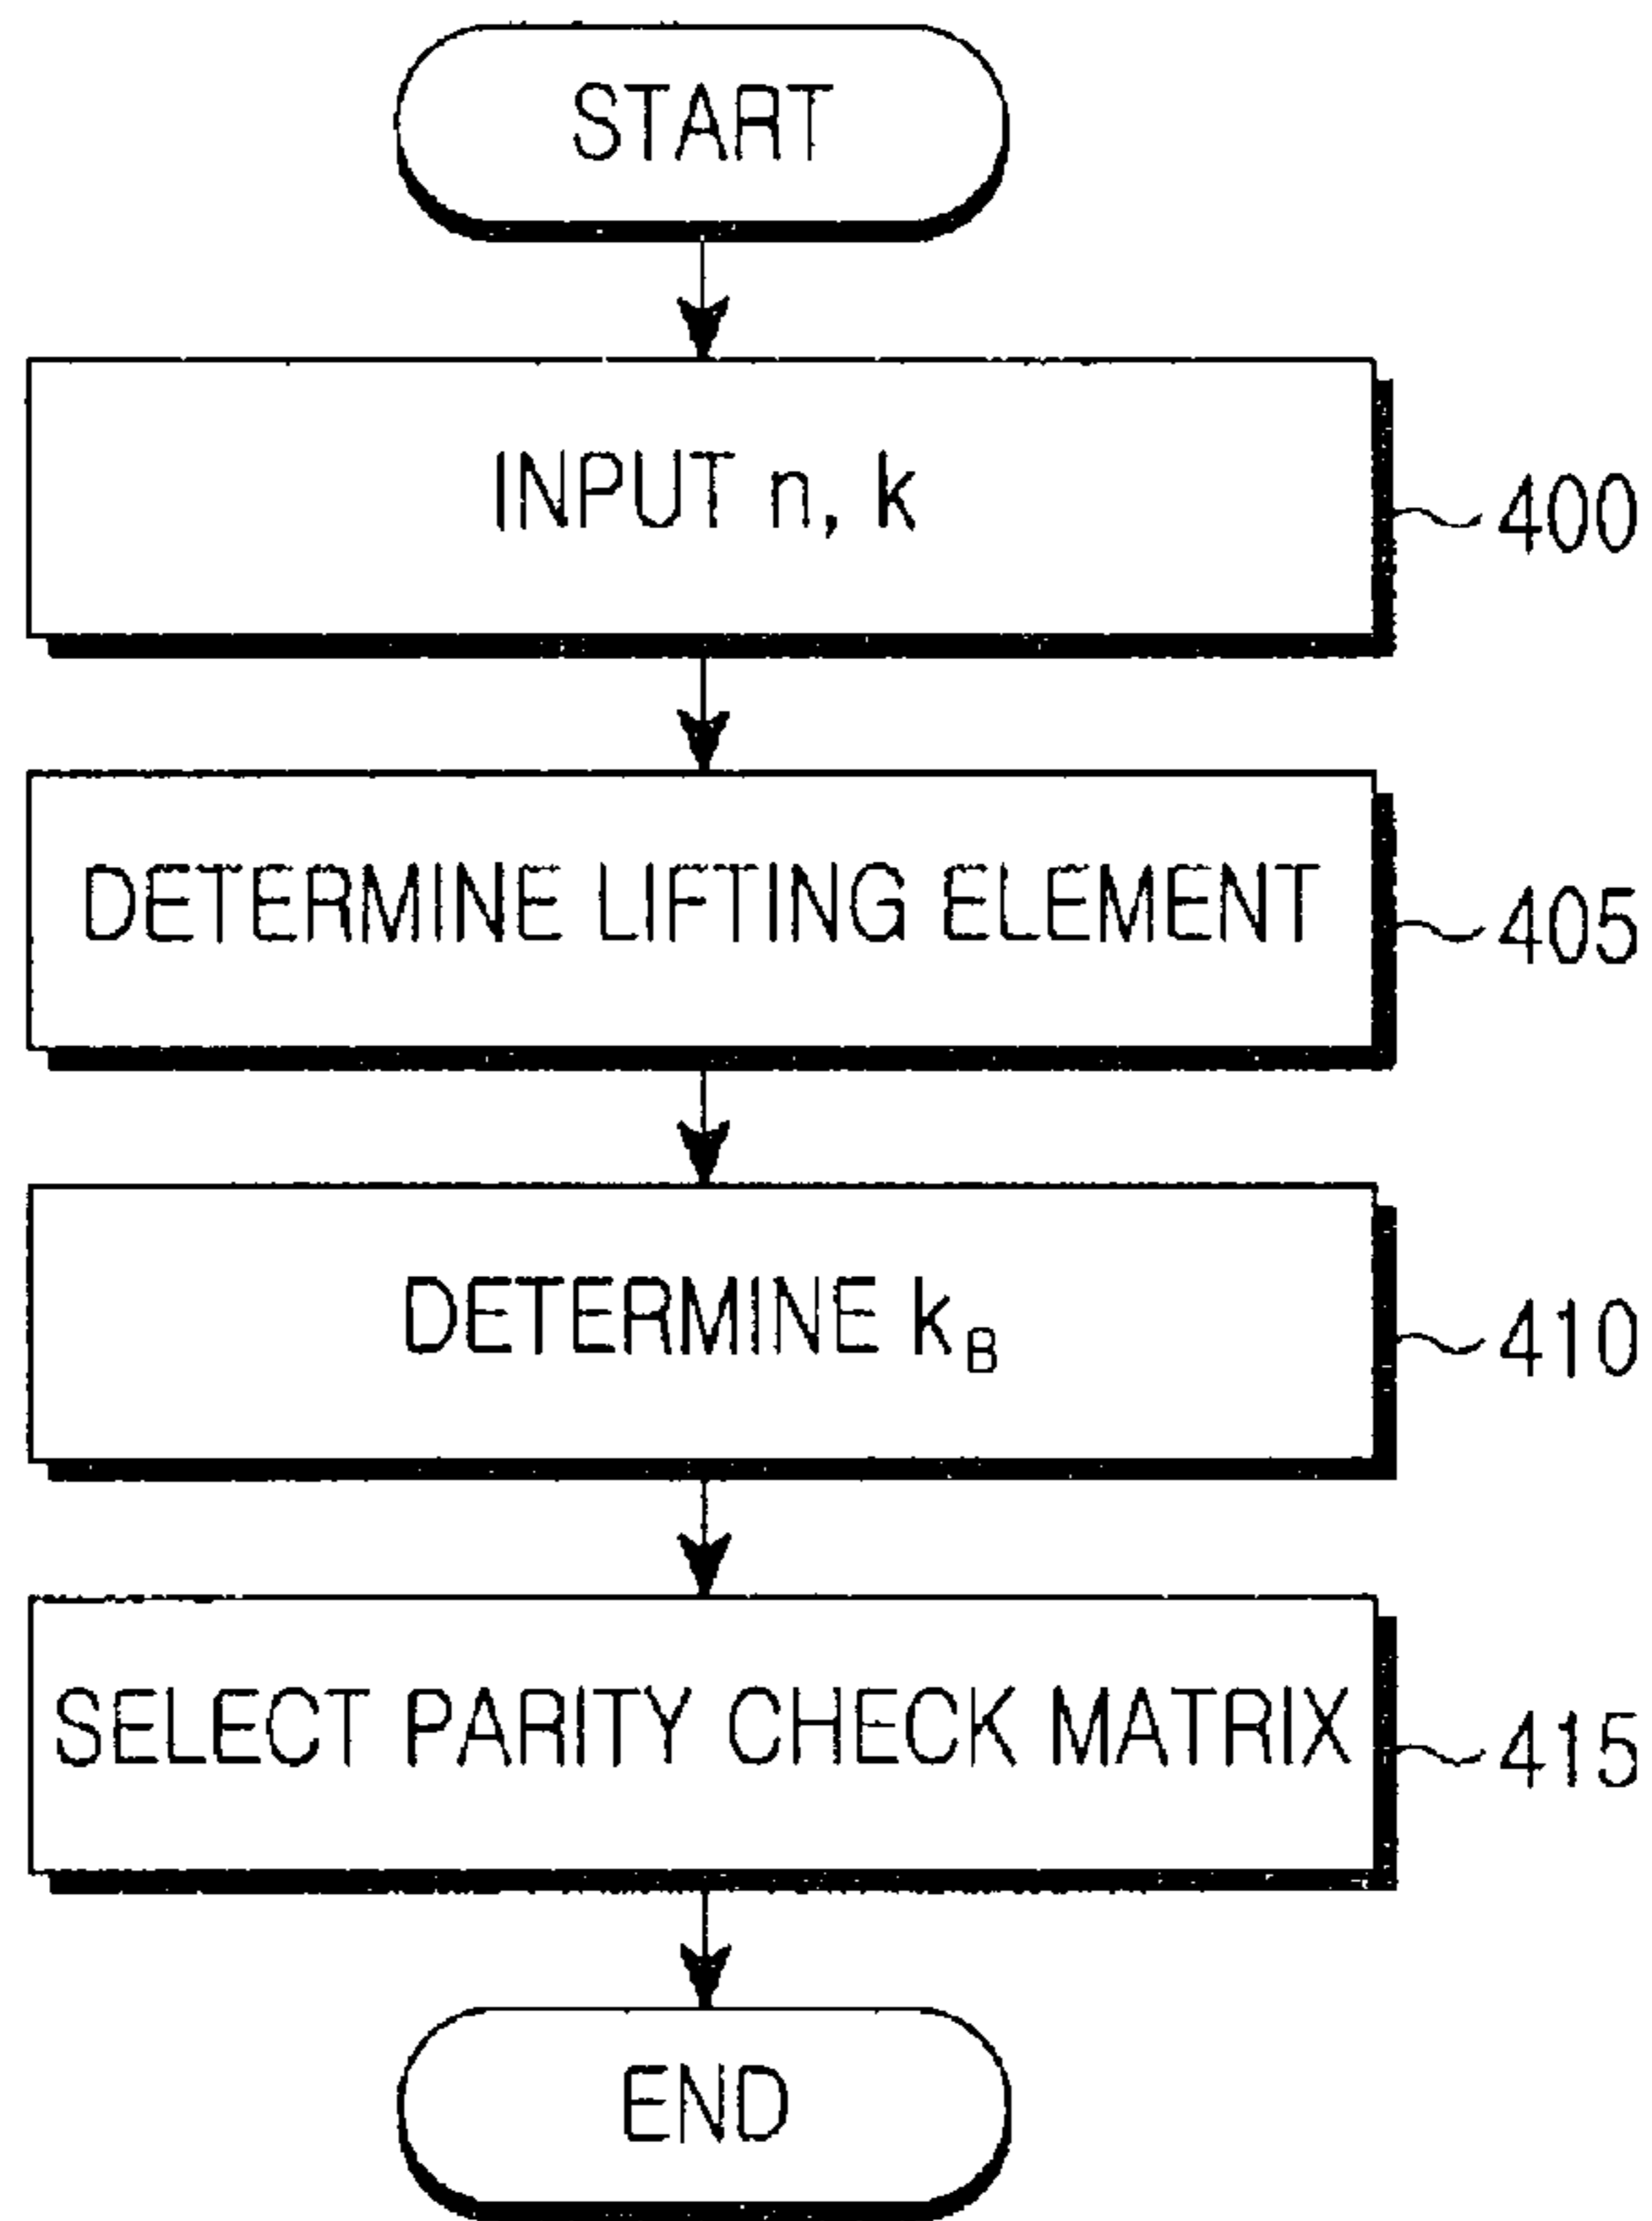 START
INPUT n, k
400
DETERMINE LIFTING ELEMENT
405
DETERMINE k_B
410
SELECT PARITY CHECK MATRIX
415
END